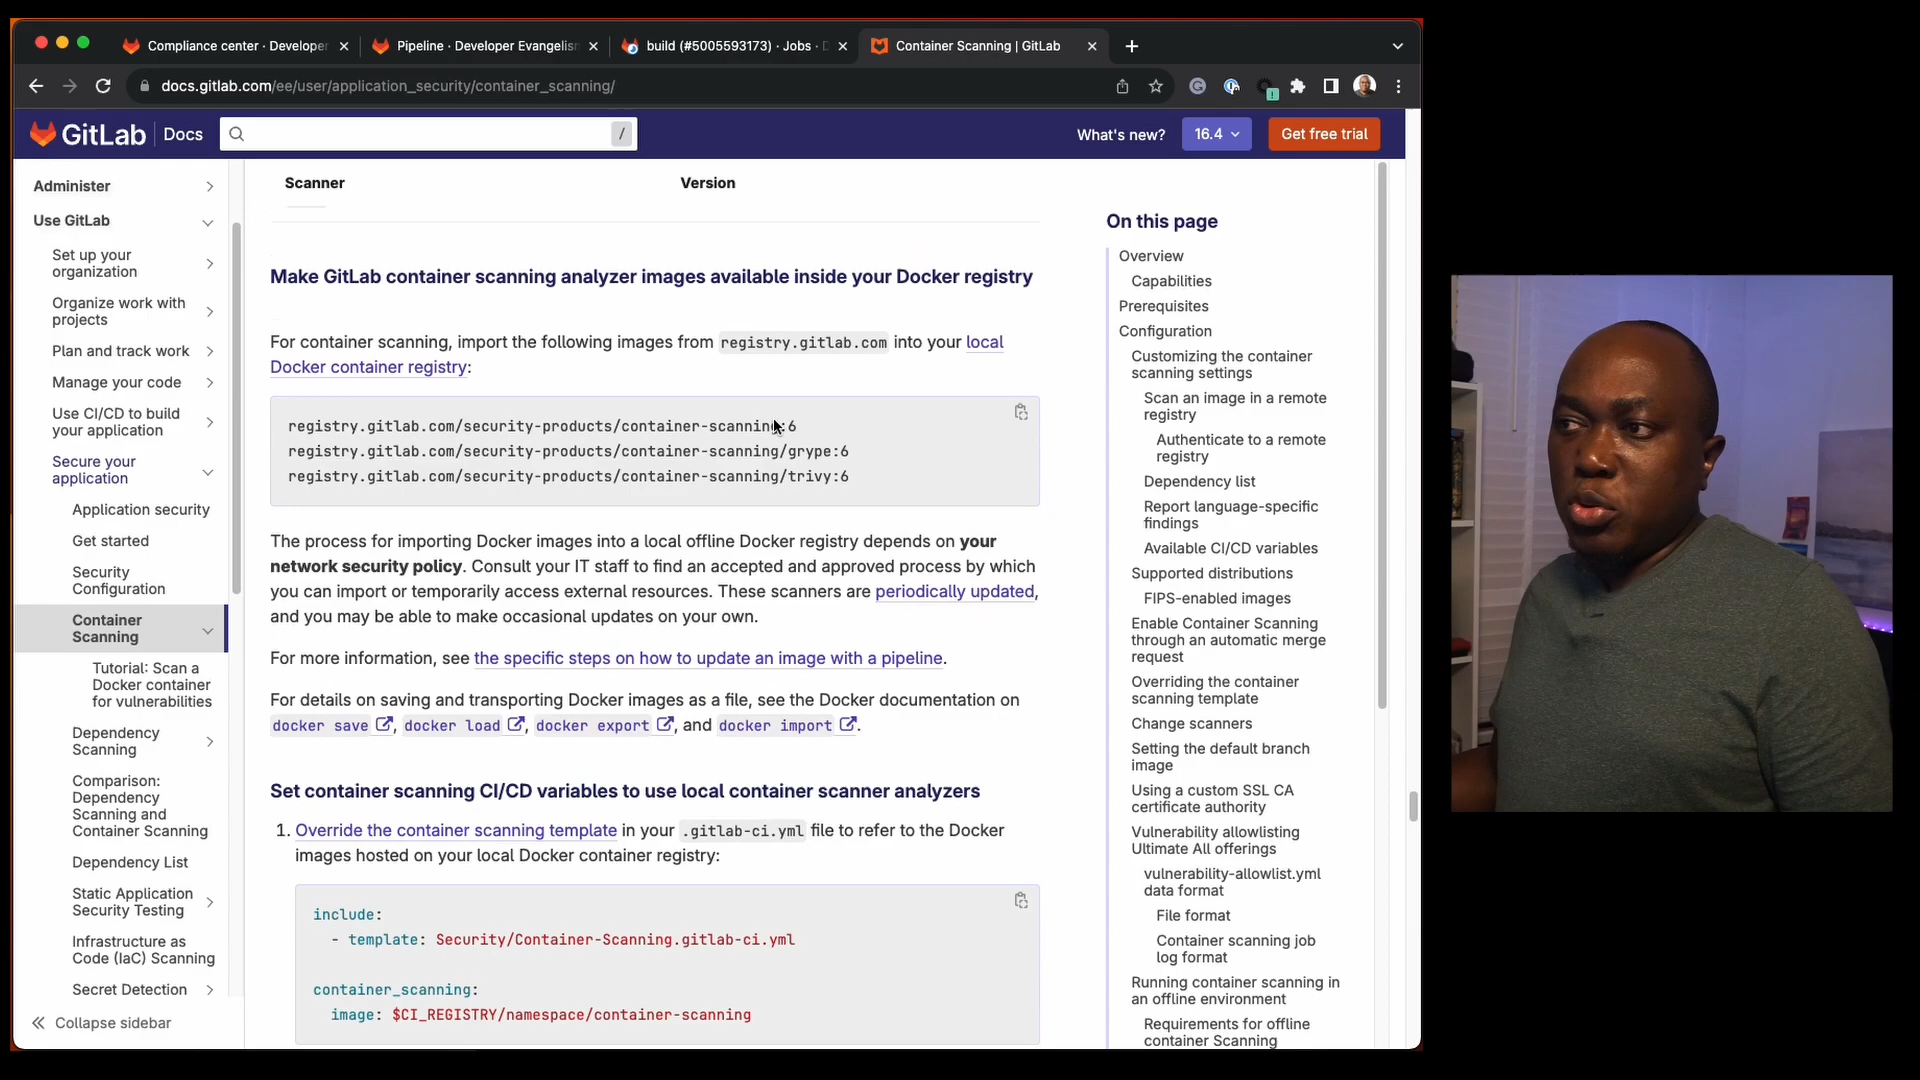 Compliance center · Developer
Pipeline · Developer Evangelism
build (#5005593173) · Jobs · D
Container Scanning | GitLab
docs.gitlab.com/ee/user/application_security/container_scanning/
GitLab Docs
/
What's new?
16.4
Get free trial
Administer
Use GitLab
Set up your
organization
Organize work with
projects
Plan and track work
Manage your code
Use CI/CD to build
your application
Secure your
application
Application security
Get started
Security
Configuration
Container
Scanning
Tutorial: Scan a
Docker container
for vulnerabilities
Dependency
Scanning
Comparison:
Dependency
Scanning and
Container Scanning
Dependency List
Static Application
Security Testing
Infrastructure as
Code (IaC) Scanning
Secret Detection
Collapse sidebar
Scanner Version
Make GitLab container scanning analyzer images available inside your Docker registry
For container scanning, import the following images from registry.gitlab.com into your local
Docker container registry:
registry.gitlab.com/security-products/container-scanning:6
registry.gitlab.com/security-products/container-scanning/grype:6
registry.gitlab.com/security-products/container-scanning/trivy:6
The process for importing Docker images into a local offline Docker registry depends on your
network security policy. Consult your IT staff to find an accepted and approved process by which
you can import or temporarily access external resources. These scanners are periodically updated,
and you may be able to make occasional updates on your own.
For more information, see the specific steps on how to update an image with a pipeline.
For details on saving and transporting Docker images as a file, see the Docker documentation on
docker save, docker load, docker export, and docker import.
Set container scanning CI/CD variables to use local container scanner analyzers
1. Override the container scanning template in your .gitlab-ci.yml file to refer to the Docker
images hosted on your local Docker container registry:
include:
- template: Security/Container-Scanning.gitlab-ci.yml
container_scanning:
image: $CI_REGISTRY/namespace/container-scanning
On this page
Overview
Capabilities
Prerequisites
Configuration
Customizing the container
scanning settings
Scan an image in a remote
registry
Authenticate to a remote
registry
Dependency list
Report language-specific
findings
Available CI/CD variables
Supported distributions
FIPS-enabled images
Enable Container Scanning
through an automatic merge
request
Overriding the container
scanning template
Change scanners
Setting the default branch
image
Using a custom SSL CA
certificate authority
Vulnerability allowlisting
Ultimate All offerings
vulnerability-allowlist.yml
data format
File format
Container scanning job
log format
Running container scanning in
an offline environment
Requirements for offline
container Scanning